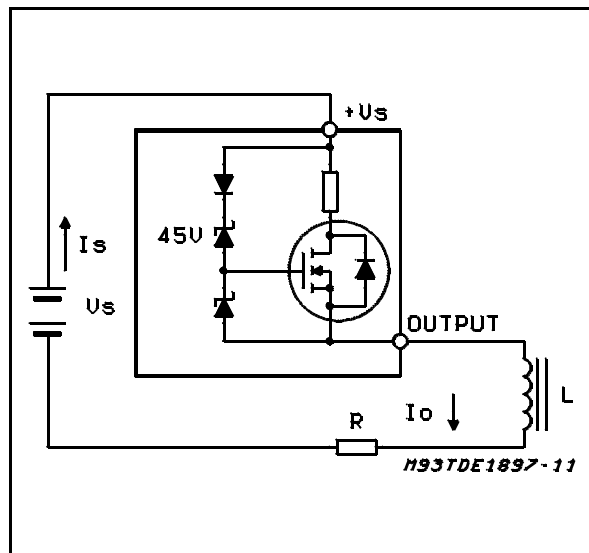 +Vs
45V
Is
Vs
OUTPUT
L
R
Io
M93TDE1897-11